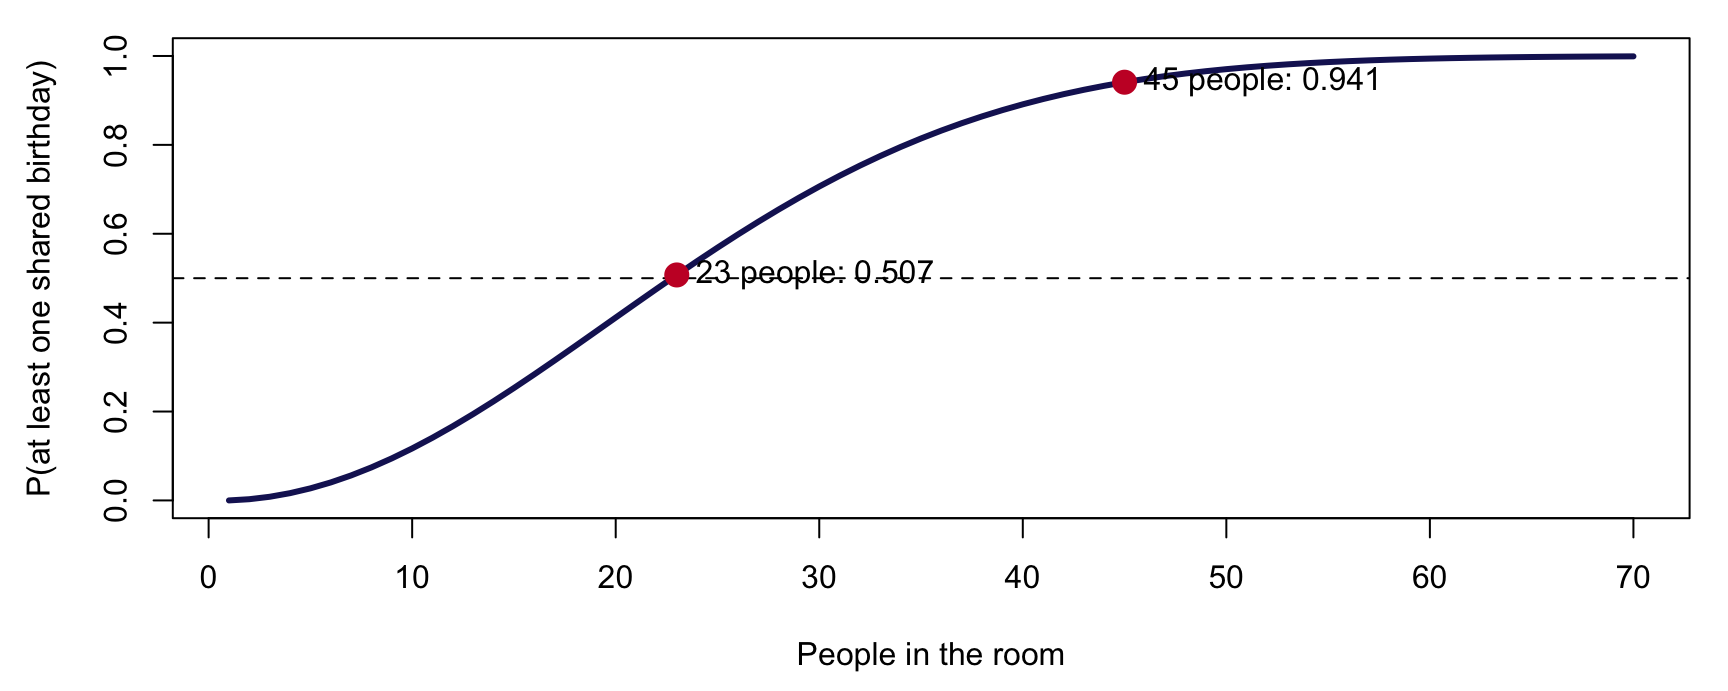 P(at least one shared birthday)
1.0
0.8
0.6
0.4
0.2
0.0
45 people: 0.941
23 people: 0.507
0 10 20 30 40 50 60 70
People in the room